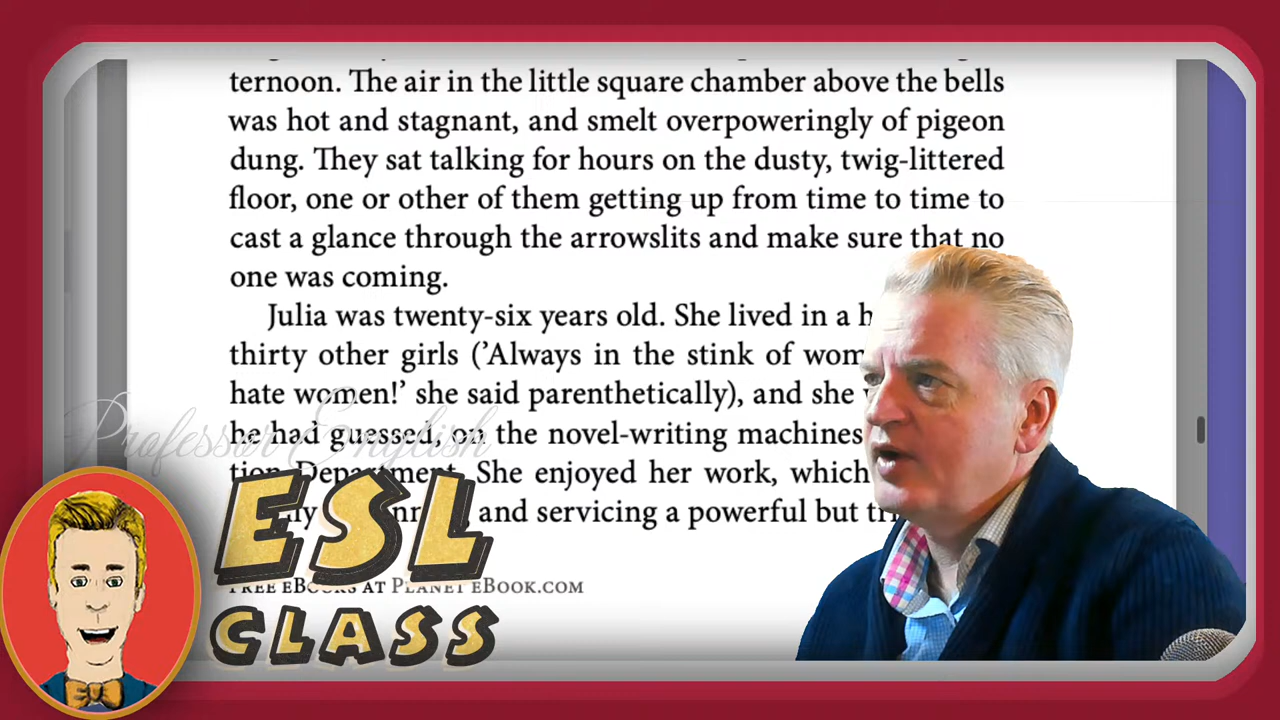 ternoon. The air in the little square chamber above the bells
was hot and stagnant, and smelt overpoweringly of pigeon
dung. They sat talking for hours on the dusty, twig-littered
floor, one or other of them getting up from time to time to
cast a glance through the arrowslits and make sure that no
one was coming.
Julia was twenty-six years old. She lived in a h
thirty other girls (’Always in the stink of wom
hate women!’ she said parenthetically), and she
he had guessed, on the novel-writing machines
tion Department. She enjoyed her work, which
and servicing a powerful but
Professor English
ESL
CLASS
FREE EBOOKS AT PLANET EBOOK.COM